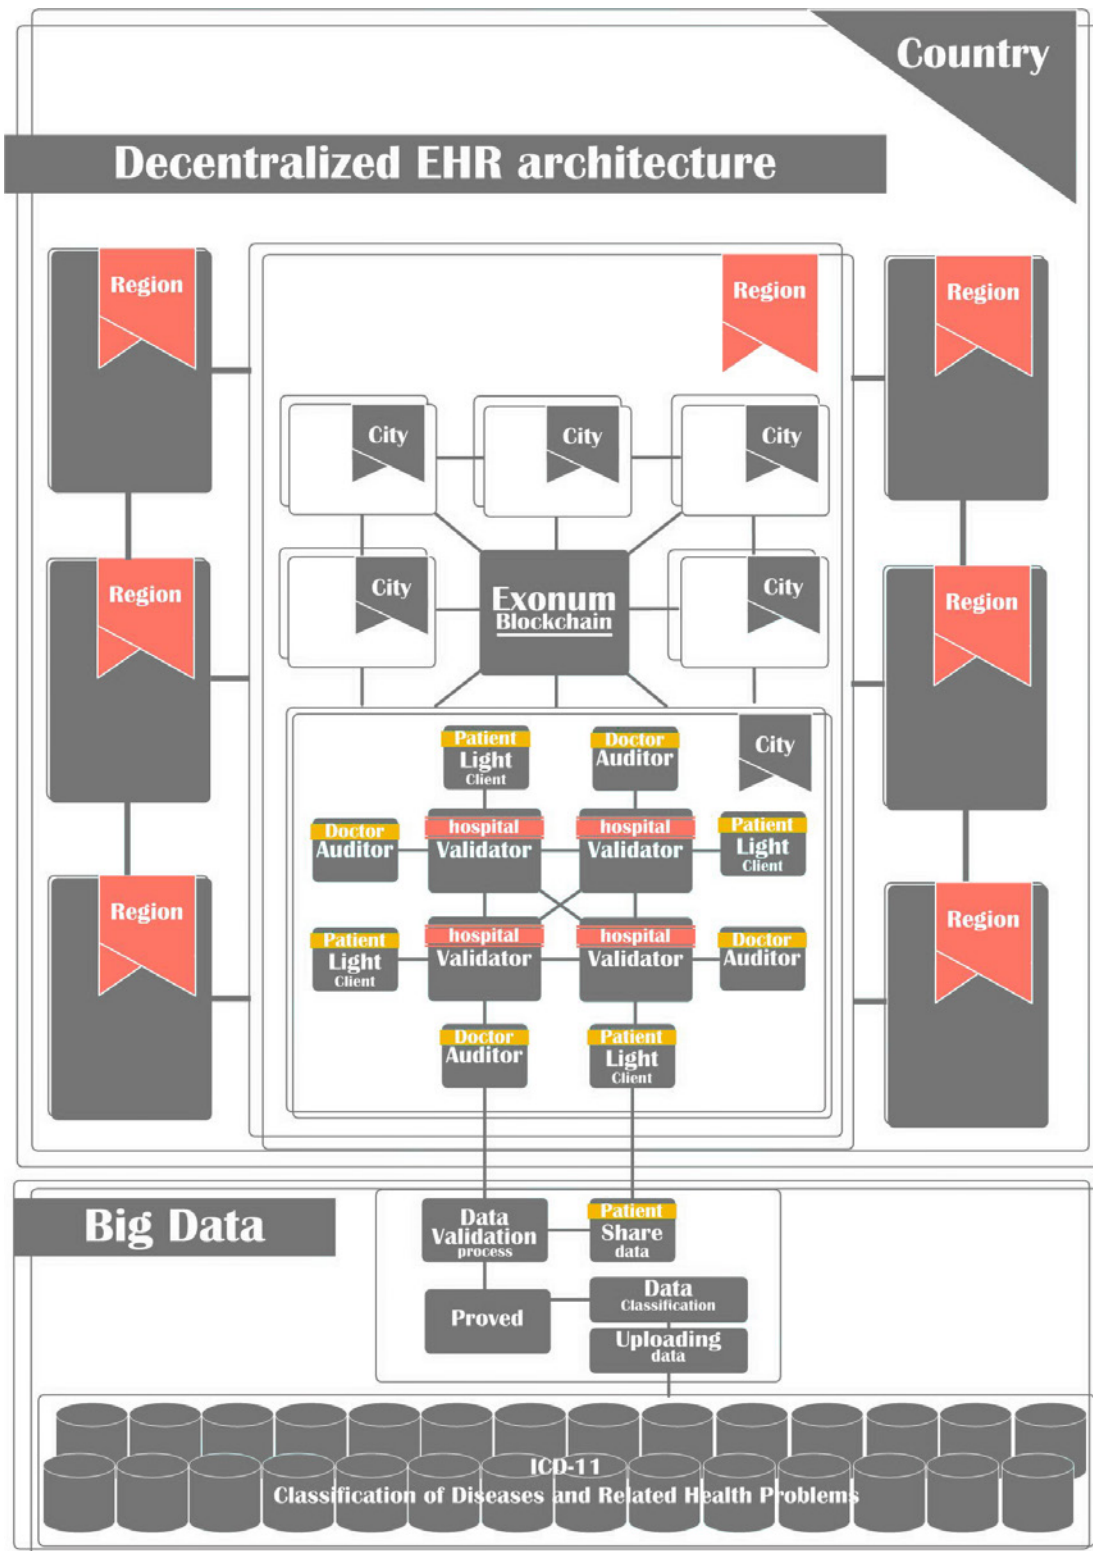 Country
Decentralized EHR architecture
Region
Region
Region
City
City
City
Region
City
Exonum
Blockchain
City
Region
Patient
Light
Client
Doctor
Auditor
City
Doctor
Auditor
hospital
Validator
hospital
Validator
Patient
Light
Client
Region
Patient
Light
Client
hospital
Validator
hospital
Validator
Doctor
Auditor
Region
Doctor
Auditor
Patient
Light
Client
Big Data
Data
Validation
process
Patient
Share
data
Proved
Data
Classification
Uploading
data
ICD-11
Classification of Diseases and Related Health Problems